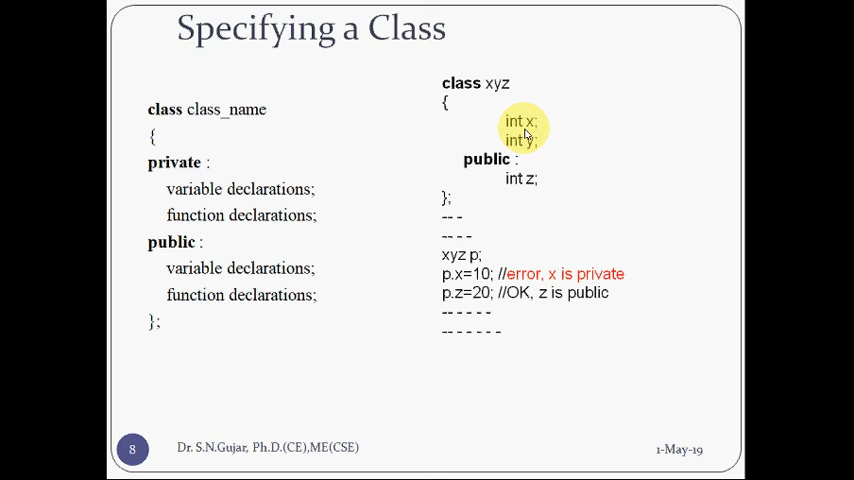 Specifying a Class
class class_name
{
private :
variable declarations;
function declarations;
public :
variable declarations;
function declarations;
};
class xyz
{
int x;
int y;
public :
int z;
};
-- -
-- - -
xyz p;
p.x=10; //error, x is private
p.z=20; //OK, z is public
-- - - - -
-- - - - - -
8
Dr. S.N.Gujar, Ph.D.(CE),ME(CSE)
1-May-19